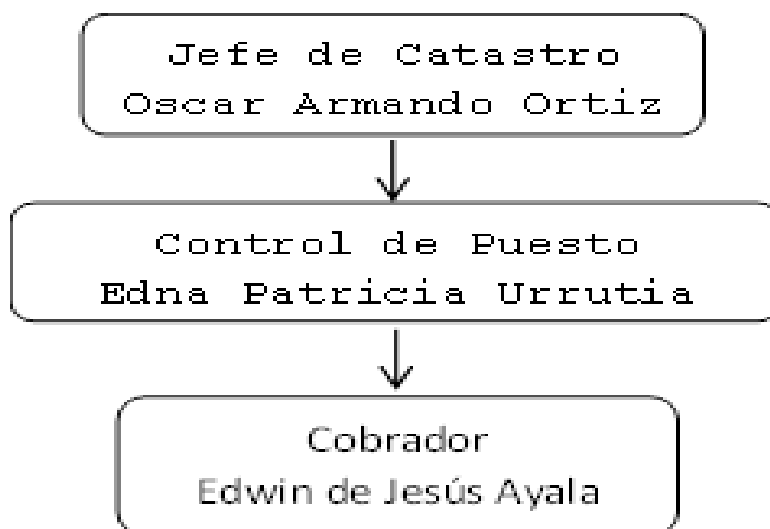 Jefe de Catastro
Oscar Armando Ortiz
Control de Puesto
Edna Patricia Urrutia
Cobrador
Edwin de Jesús Ayala